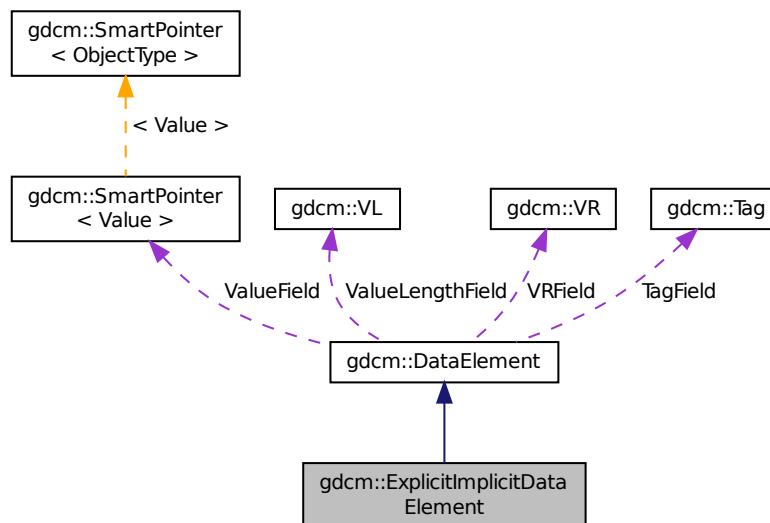 gdcm::SmartPointer
< ObjectType >
< Value >
gdcm::SmartPointer
< Value >
gdcm::VL
gdcm::VR
gdcm::Tag
ValueField
ValueLengthField
VRField
TagField
gdcm::DataElement
gdcm::ExplicitImplicitData
Element